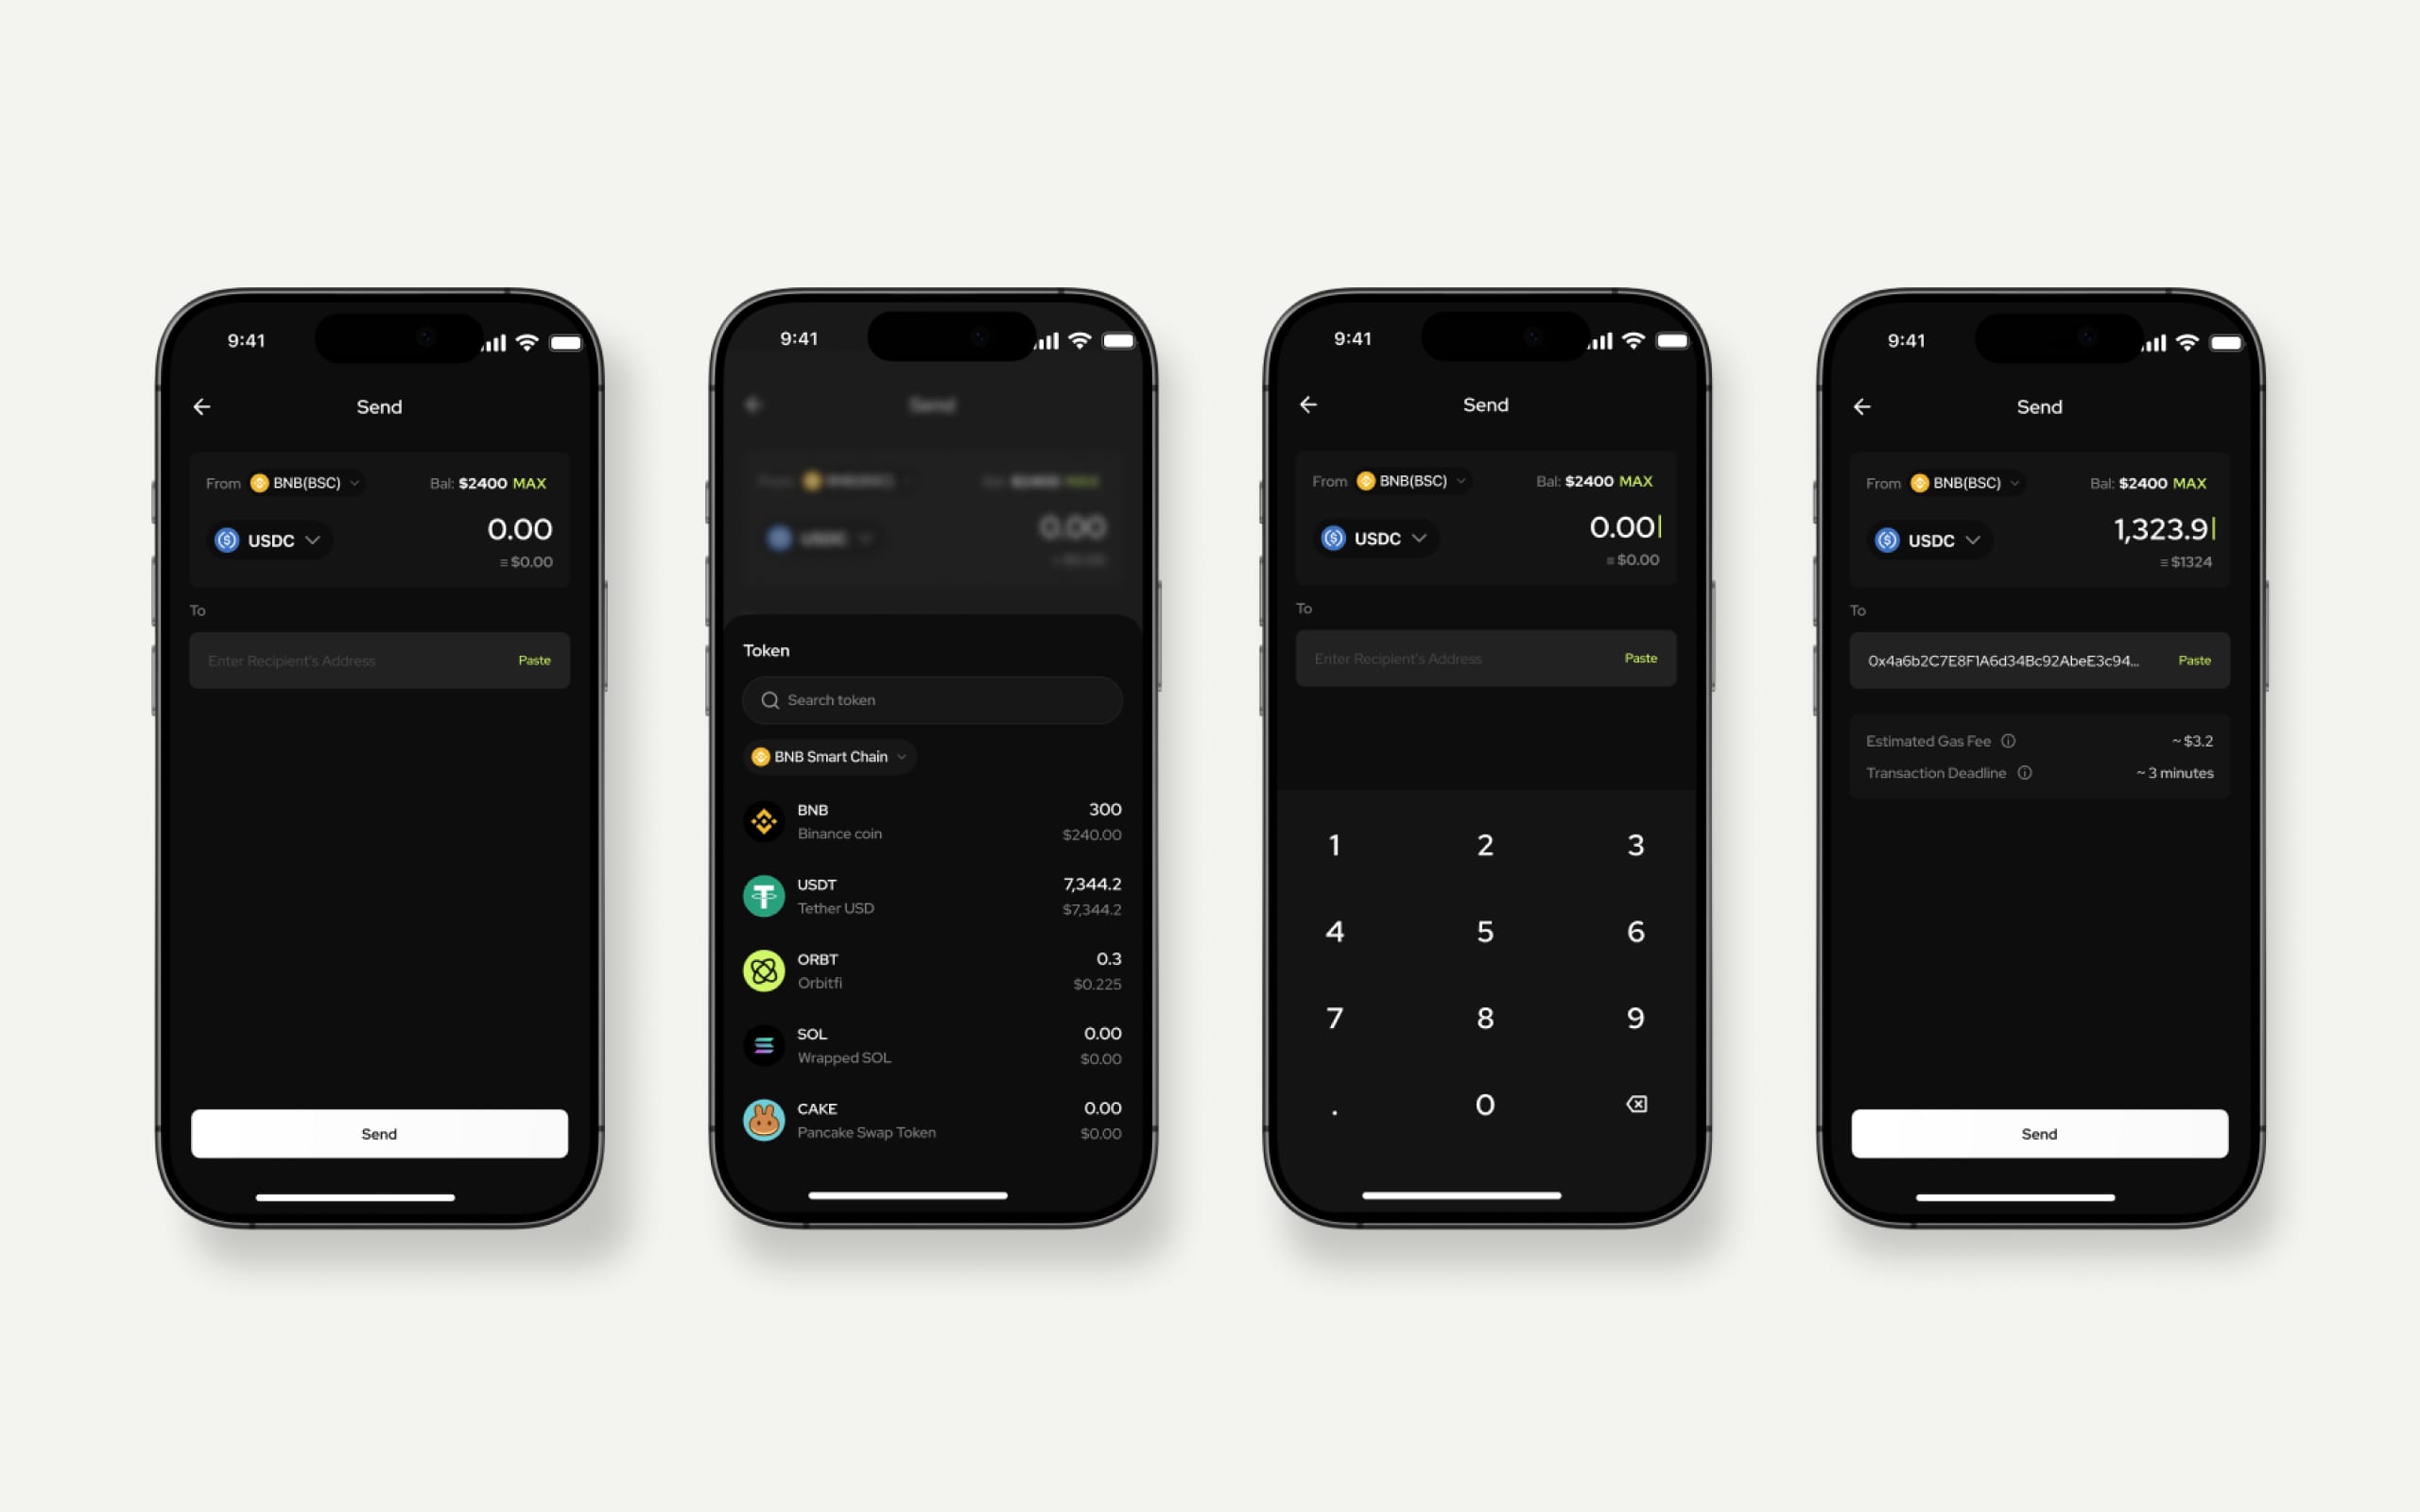 9:41
Send
From BNB(BSC) Bal: $2400 MAX
USDC 0.00
≡ $0.00
To
Enter Recipient's Address Paste
Send
9:41
Send
0.00
Token
Search token
BNB Smart Chain
BNB 300
Binance coin $240.00
USDT 7,344.2
Tether USD $7,344.2
ORBT 0.3
Orbitfi $0.225
SOL 0.00
Wrapped SOL $0.00
CAKE 0.00
Pancake Swap Token $0.00
9:41
Send
From BNB(BSC) Bal: $2400 MAX
USDC 0.00
≡ $0.00
To
Enter Recipient's Address Paste
1 2 3
4 5 6
7 8 9
. 0
9:41
Send
From BNB(BSC) Bal: $2400 MAX
USDC 1,323.9
≡ $1324
To
0x4a6b2C7E8F1A6d34Bc92AbeE3c94... Paste
Estimated Gas Fee ~ $3.2
Transaction Deadline ~ 3 minutes
Send